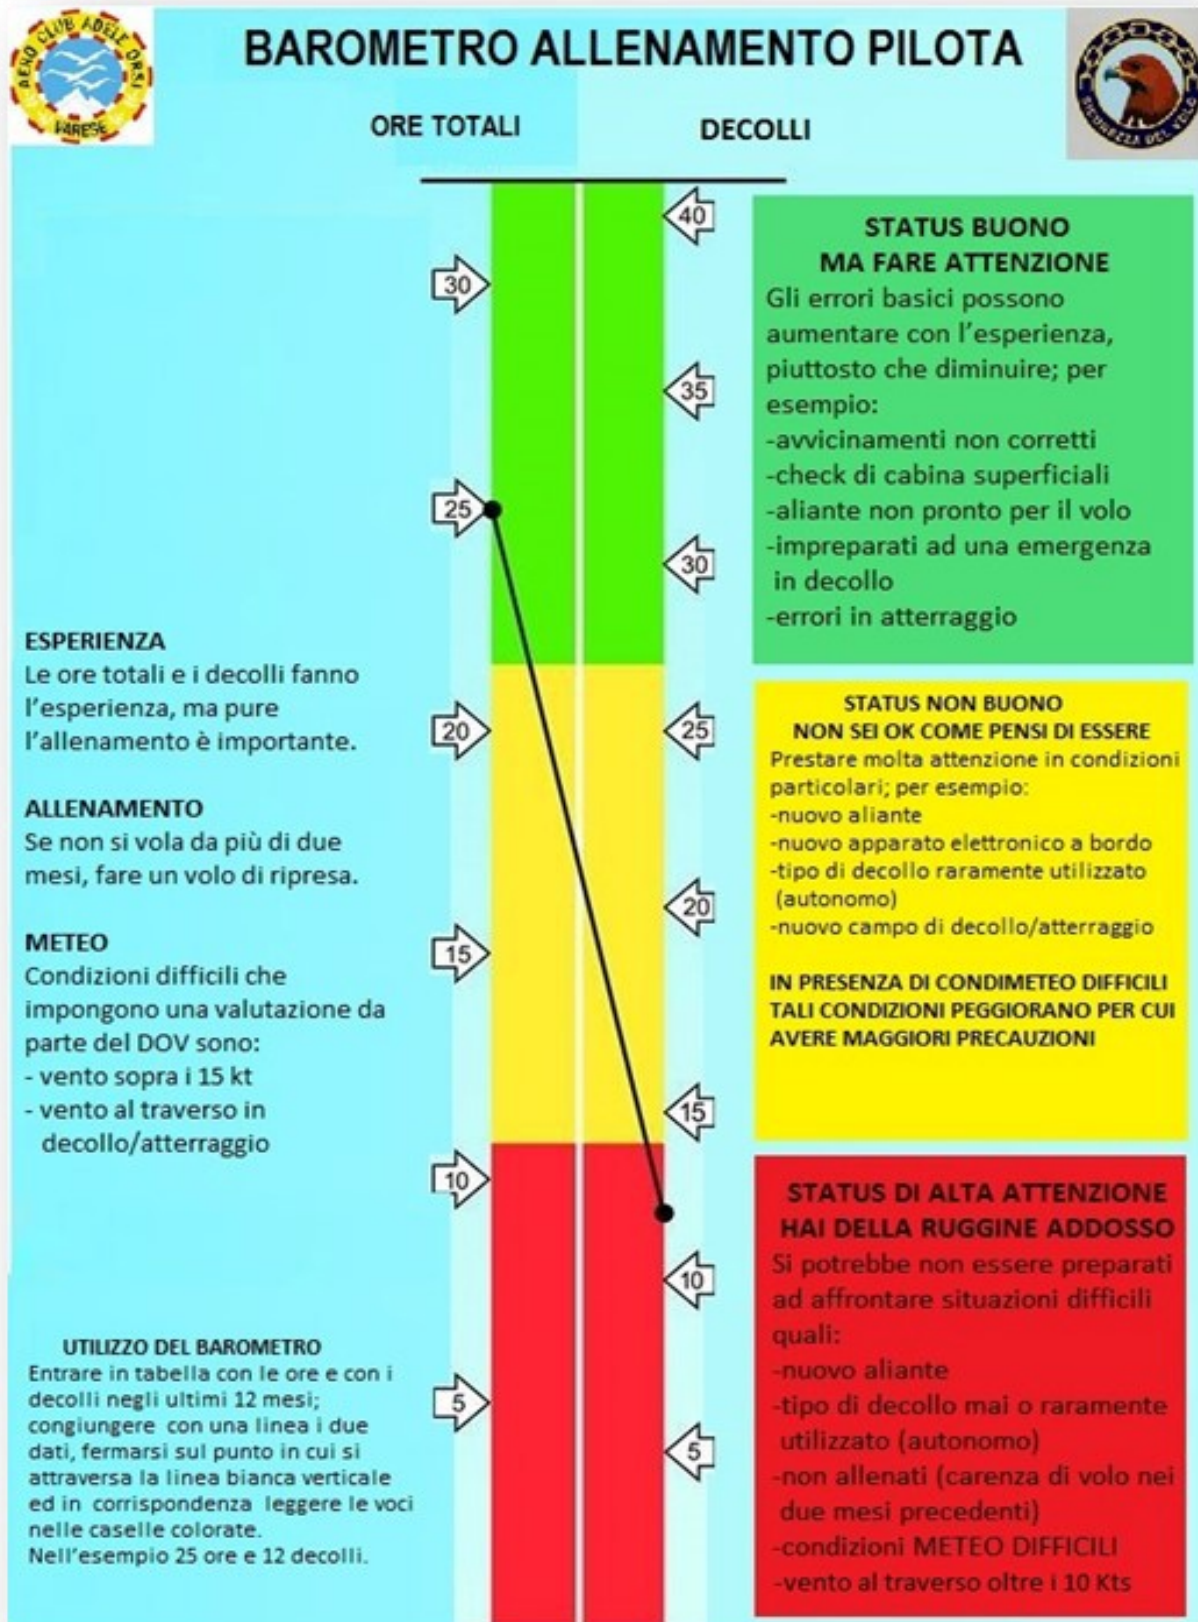 AERO CLUB ADELE ORSI
VARESE
BAROMETRO ALLENAMENTO PILOTA
SICUREZZA DEL VOLO
ORE TOTALI
DECOLLI
30
25
20
15
10
5
40
35
30
25
20
15
10
5
ESPERIENZA
Le ore totali e i decolli fanno
l'esperienza, ma pure
l'allenamento è importante.
ALLENAMENTO
Se non si vola da più di due
mesi, fare un volo di ripresa.
METEO
Condizioni difficili che
impongono una valutazione da
parte del DOV sono:
- vento sopra i 15 kt
- vento al traverso in
decollo/atterraggio
UTILIZZO DEL BAROMETRO
Entrare in tabella con le ore e con i
decolli negli ultimi 12 mesi;
congiungere con una linea i due
dati, fermarsi sul punto in cui si
attraversa la linea bianca verticale
ed in corrispondenza leggere le voci
nelle caselle colorate.
Nell'esempio 25 ore e 12 decolli.
STATUS BUONO
MA FARE ATTENZIONE
Gli errori basici possono
aumentare con l'esperienza,
piuttosto che diminuire; per
esempio:
-avvicinamenti non corretti
-check di cabina superficiali
-aliante non pronto per il volo
-impreparati ad una emergenza
in decollo
-errori in atterraggio
STATUS NON BUONO
NON SEI OK COME PENSI DI ESSERE
Prestare molta attenzione in condizioni
particolari; per esempio:
-nuovo aliante
-nuovo apparato elettronico a bordo
-tipo di decollo raramente utilizzato
(autonomo)
-nuovo campo di decollo/atterraggio
IN PRESENZA DI CONDIMETEO DIFFICILI
TALI CONDIZIONI PEGGIORANO PER CUI
AVERE MAGGIORI PRECAUZIONI
STATUS DI ALTA ATTENZIONE
HAI DELLA RUGGINE ADDOSSO
Si potrebbe non essere preparati
ad affrontare situazioni difficili
quali:
-nuovo aliante
-tipo di decollo mai o raramente
utilizzato (autonomo)
-non allenati (carenza di volo nei
due mesi precedenti)
-condizioni METEO DIFFICILI
-vento al traverso oltre i 10 Kts